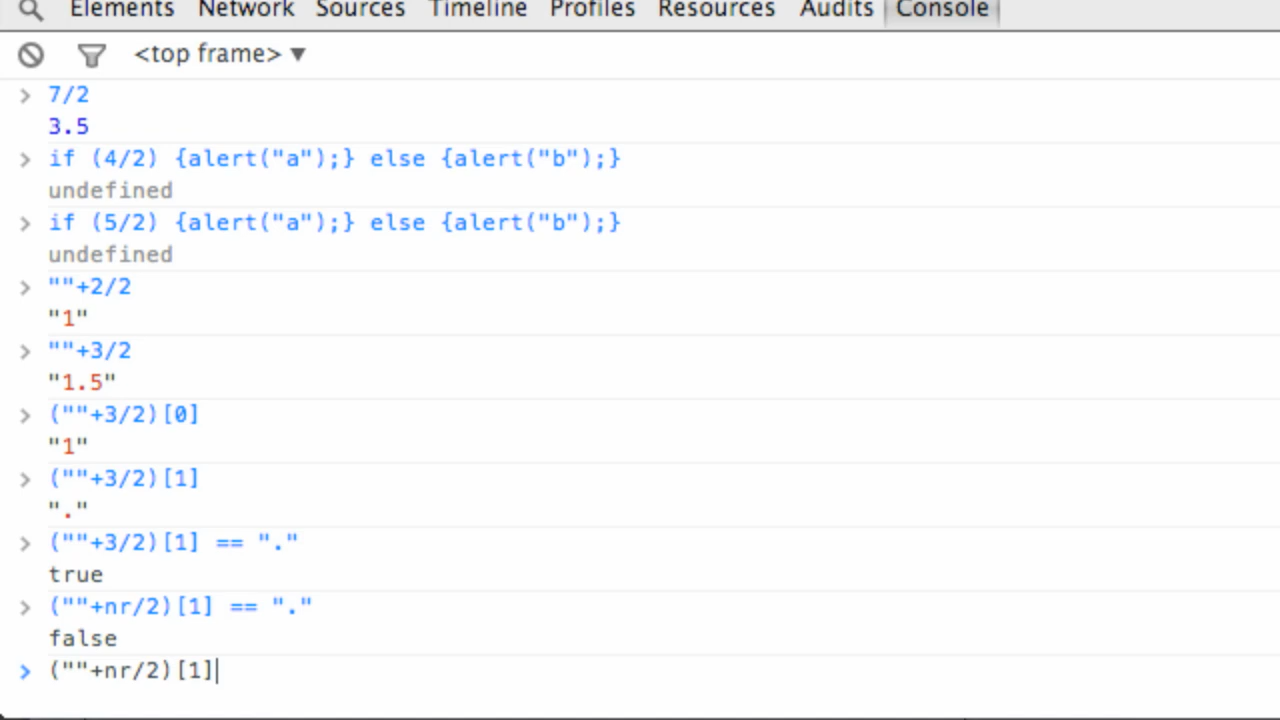 Elements Network Sources Timeline Profiles Resources Audits Console
<top frame> ▼
> 7/2
3.5
> if (4/2) {alert("a");} else {alert("b");}
undefined
> if (5/2) {alert("a");} else {alert("b");}
undefined
> ""+2/2
"1"
> ""+3/2
"1.5"
> (""+3/2)[0]
"1"
> (""+3/2)[1]
"."
> (""+3/2)[1] == "."
true
> (""+nr/2)[1] == "."
false
> (""+nr/2)[1]